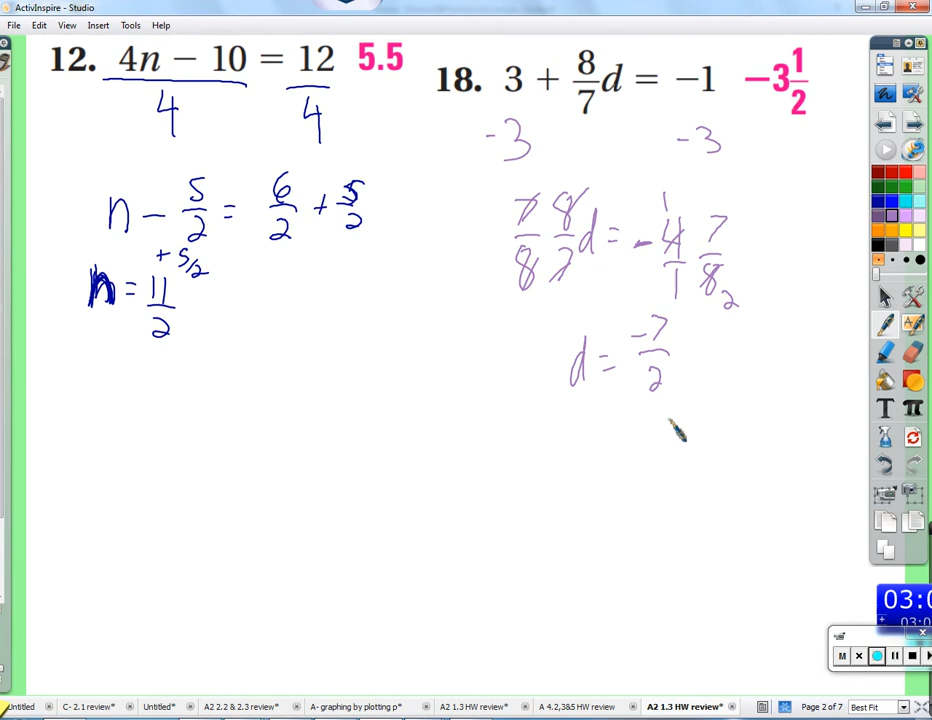 ActivInspire - Studio
File Edit View Insert Tools Help
12. 4n − 10 = 12 5.5
4 4
n − 5/2 = 6/2 + 5/2
+ 5/2
n = 11/2
18. 3 + 8/7 d = −1 −3 1/2
-3 -3
7/8 8/7 d = -4/1 7/8
1
2
d = -7/2
T π
03:0
03:0
M
Untitled C- 2.1 review* Untitled* A2 2.2 & 2.3 review* A- graphing by plotting p* A2 1.3 HW review* A 4.2,3&5 HW review A2 1.3 HW review* Page 2 of 7 Best Fit